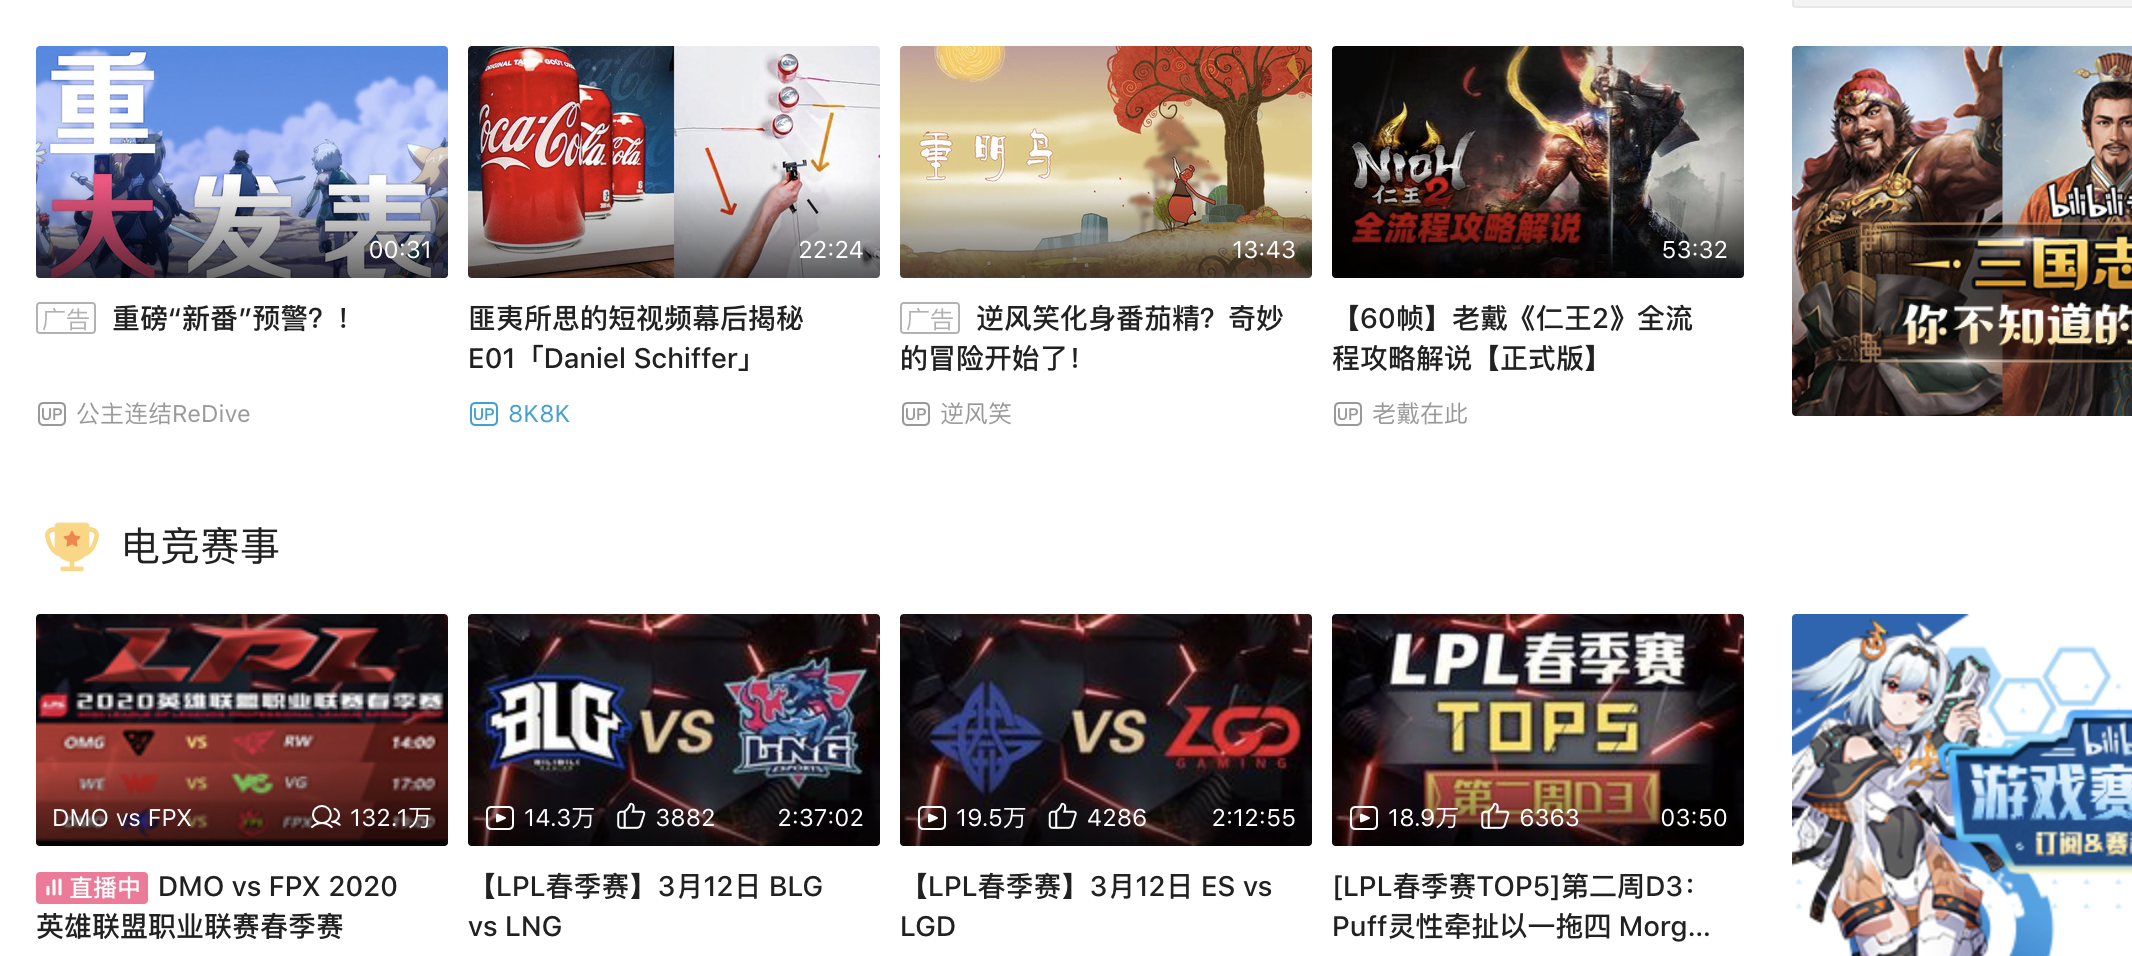 重
大发表
00:31
ORIGINAL TASTE · GOÛT
Coca-Cola
22:24
重明鸟
13:43
NIOH
仁王2
全流程攻略解说
53:32
bilibili
一·三国志
你不知道的
广告 重磅“新番”预警？！
匪夷所思的短视频幕后揭秘
E01「Daniel Schiffer」
广告 逆风笑化身番茄精？奇妙
的冒险开始了！
【60帧】老戴《仁王2》全流
程攻略解说【正式版】
UP 公主连结ReDive
UP 8K8K
UP 逆风笑
UP 老戴在此
电竞赛事
LPL
2020英雄联盟职业联赛春季赛
OMG VS RW 14:00
WE VS VG 17:00
DMO vs FPX 132.1万
BLG
BILIBILI
VS
LNG
ESPORTS
14.3万 3882 2:37:02
VS
LGD
GAMING
19.5万 4286 2:12:55
LPL春季赛
TOP5
第二周D3
18.9万 6363 03:50
游戏赛
订阅&赛
直播中 DMO vs FPX 2020
英雄联盟职业联赛春季赛
【LPL春季赛】3月12日 BLG
vs LNG
【LPL春季赛】3月12日 ES vs
LGD
[LPL春季赛TOP5]第二周D3：
Puff灵性牵扯以一拖四 Morg...